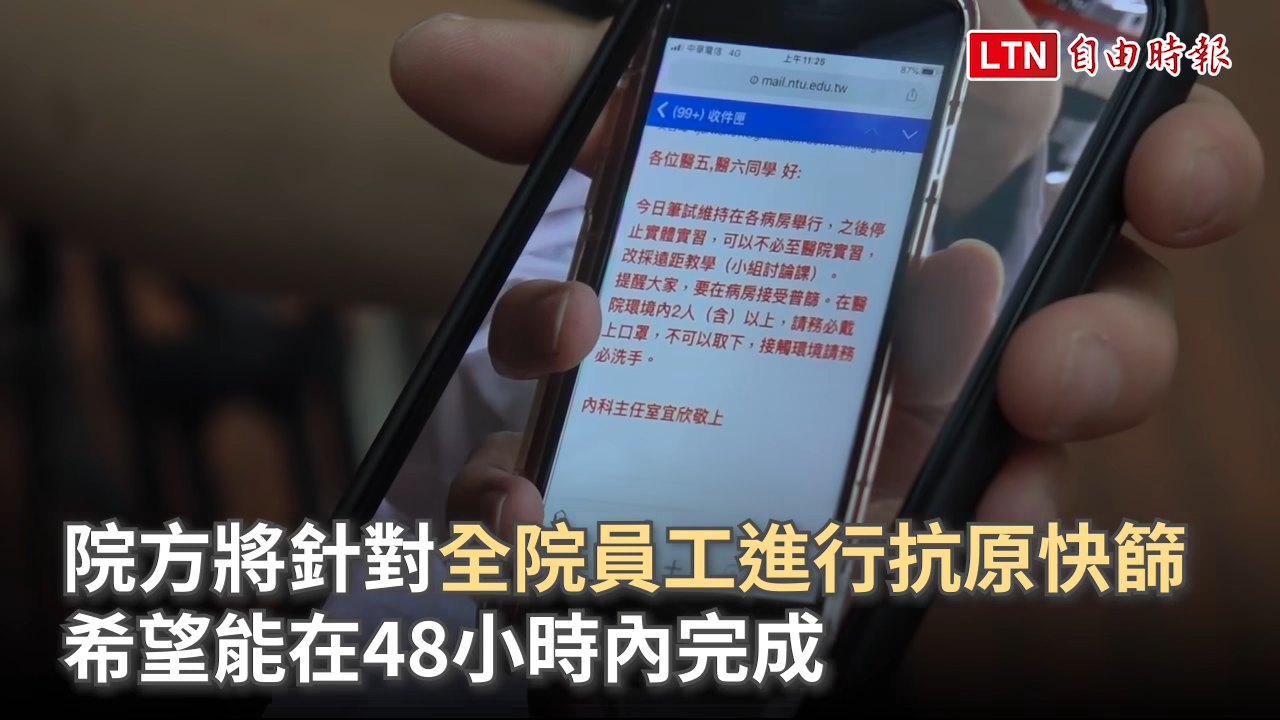 LTN 自由時報
中華電信 4G 上午11:25 87%
mail.ntu.edu.tw
(99+) 收件匣
各位醫五,醫六同學 好:
今日筆試維持在各病房舉行，之後停
止實體實習，可以不必至醫院實習，
改採遠距教學（小組討論課）。
提醒大家，要在病房接受普篩。在醫
院環境內2人（含）以上，請務必戴
上口罩，不可以取下，接觸環境請務
必洗手。
內科主任室宜欣敬上
院方將針對全院員工進行抗原快篩
希望能在48小時內完成